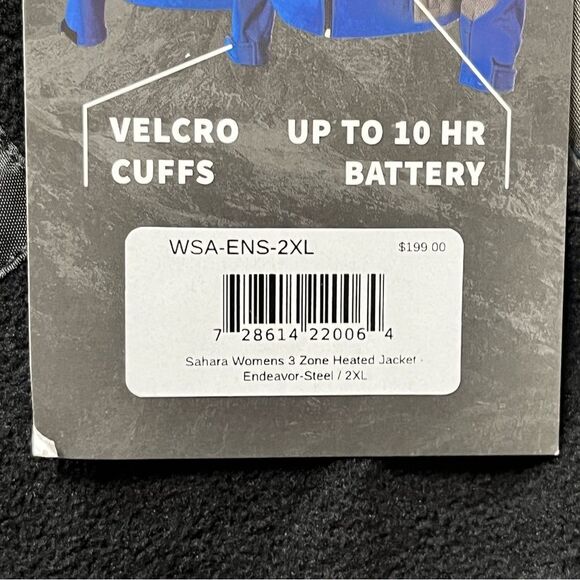 VELCRO CUFFS
UP TO 10 HR BATTERY
WSA-ENS-2XL
$199.00
7 28614 22006 4
Sahara Womens 3 Zone Heated Jacket -
Endeavor-Steel / 2XL